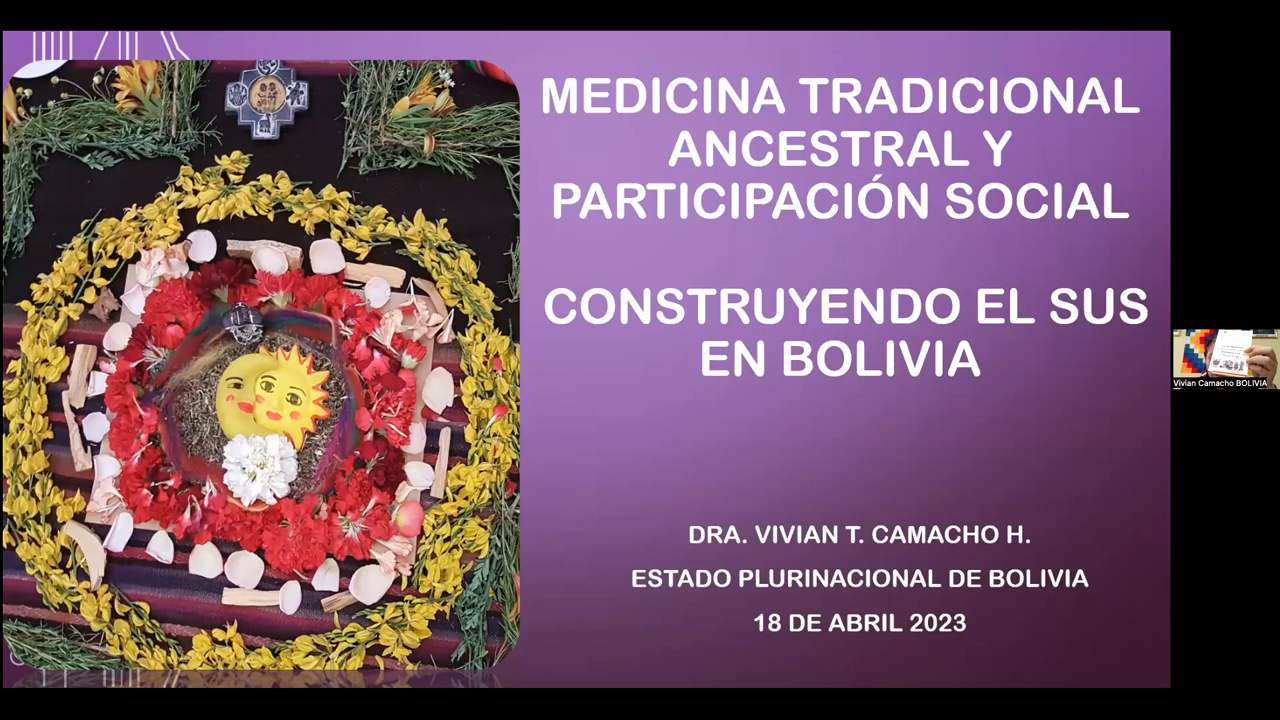 MEDICINA TRADICIONAL
ANCESTRAL Y
PARTICIPACIÓN SOCIAL
CONSTRUYENDO EL SUS
EN BOLIVIA
DRA. VIVIAN T. CAMACHO H.
ESTADO PLURINACIONAL DE BOLIVIA
18 DE ABRIL 2023
Vivian Camacho BOLIVIA